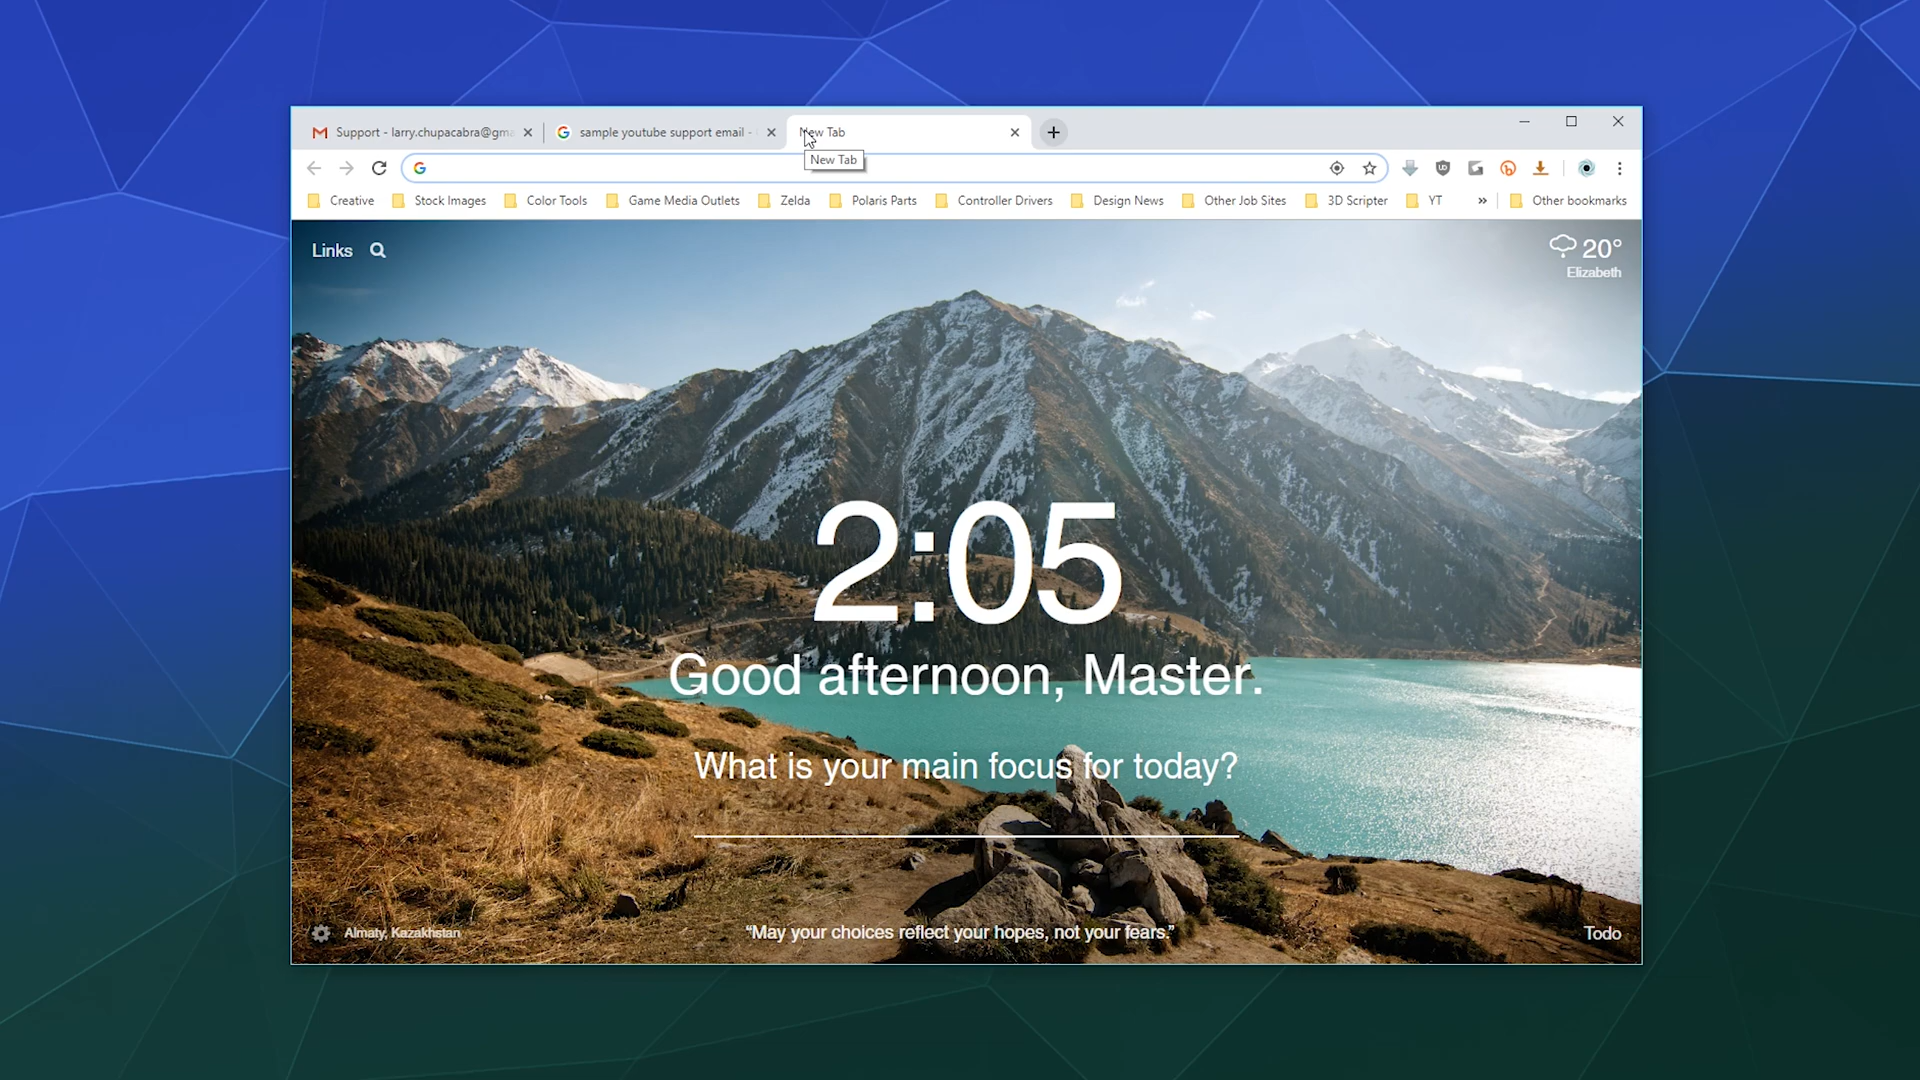 Support - larry.chupacabra@gma
sample youtube support email -
New Tab
New Tab
Creative
Stock Images
Color Tools
Game Media Outlets
Zelda
Polaris Parts
Controller Drivers
Design News
Other Job Sites
3D Scripter
YT
»
Other bookmarks
Links
20°
Elizabeth
2:05
Good afternoon, Master.
What is your main focus for today?
Almaty, Kazakhstan
“May your choices reflect your hopes, not your fears.”
Todo